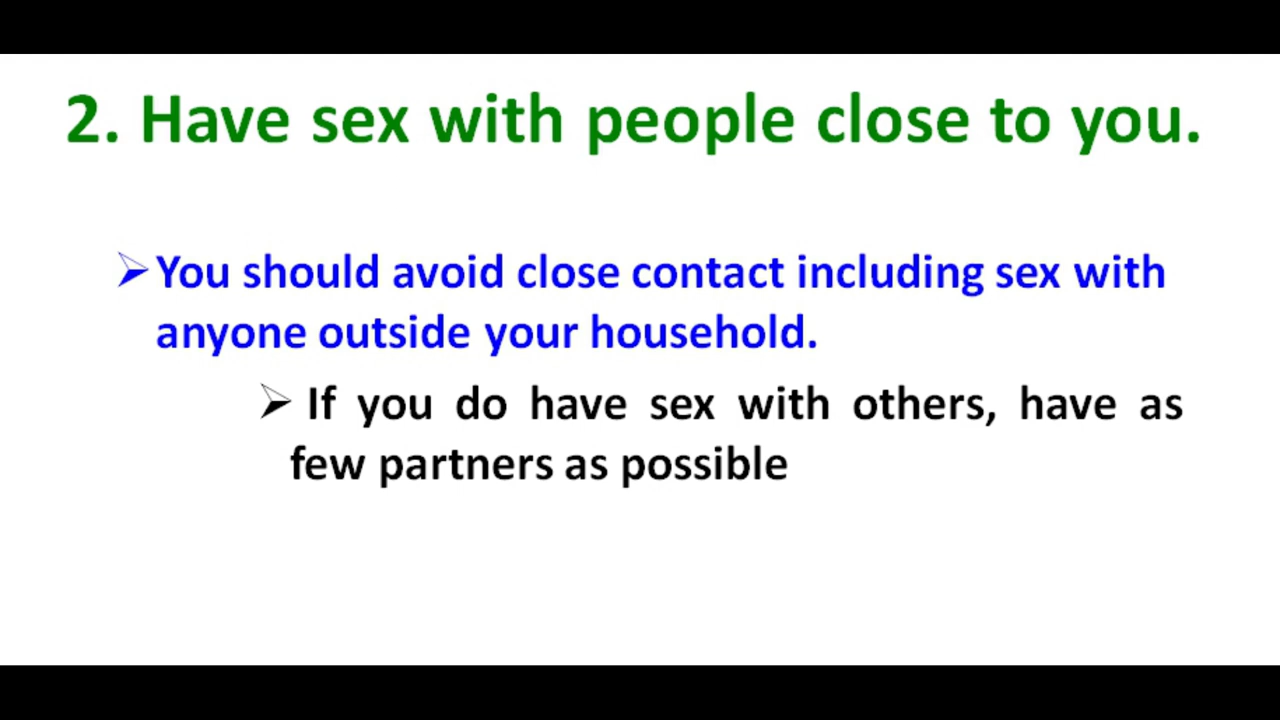 2. Have sex with people close to you.
➢You should avoid close contact including sex with
anyone outside your household.
➢ If you do have sex with others, have as
few partners as possible